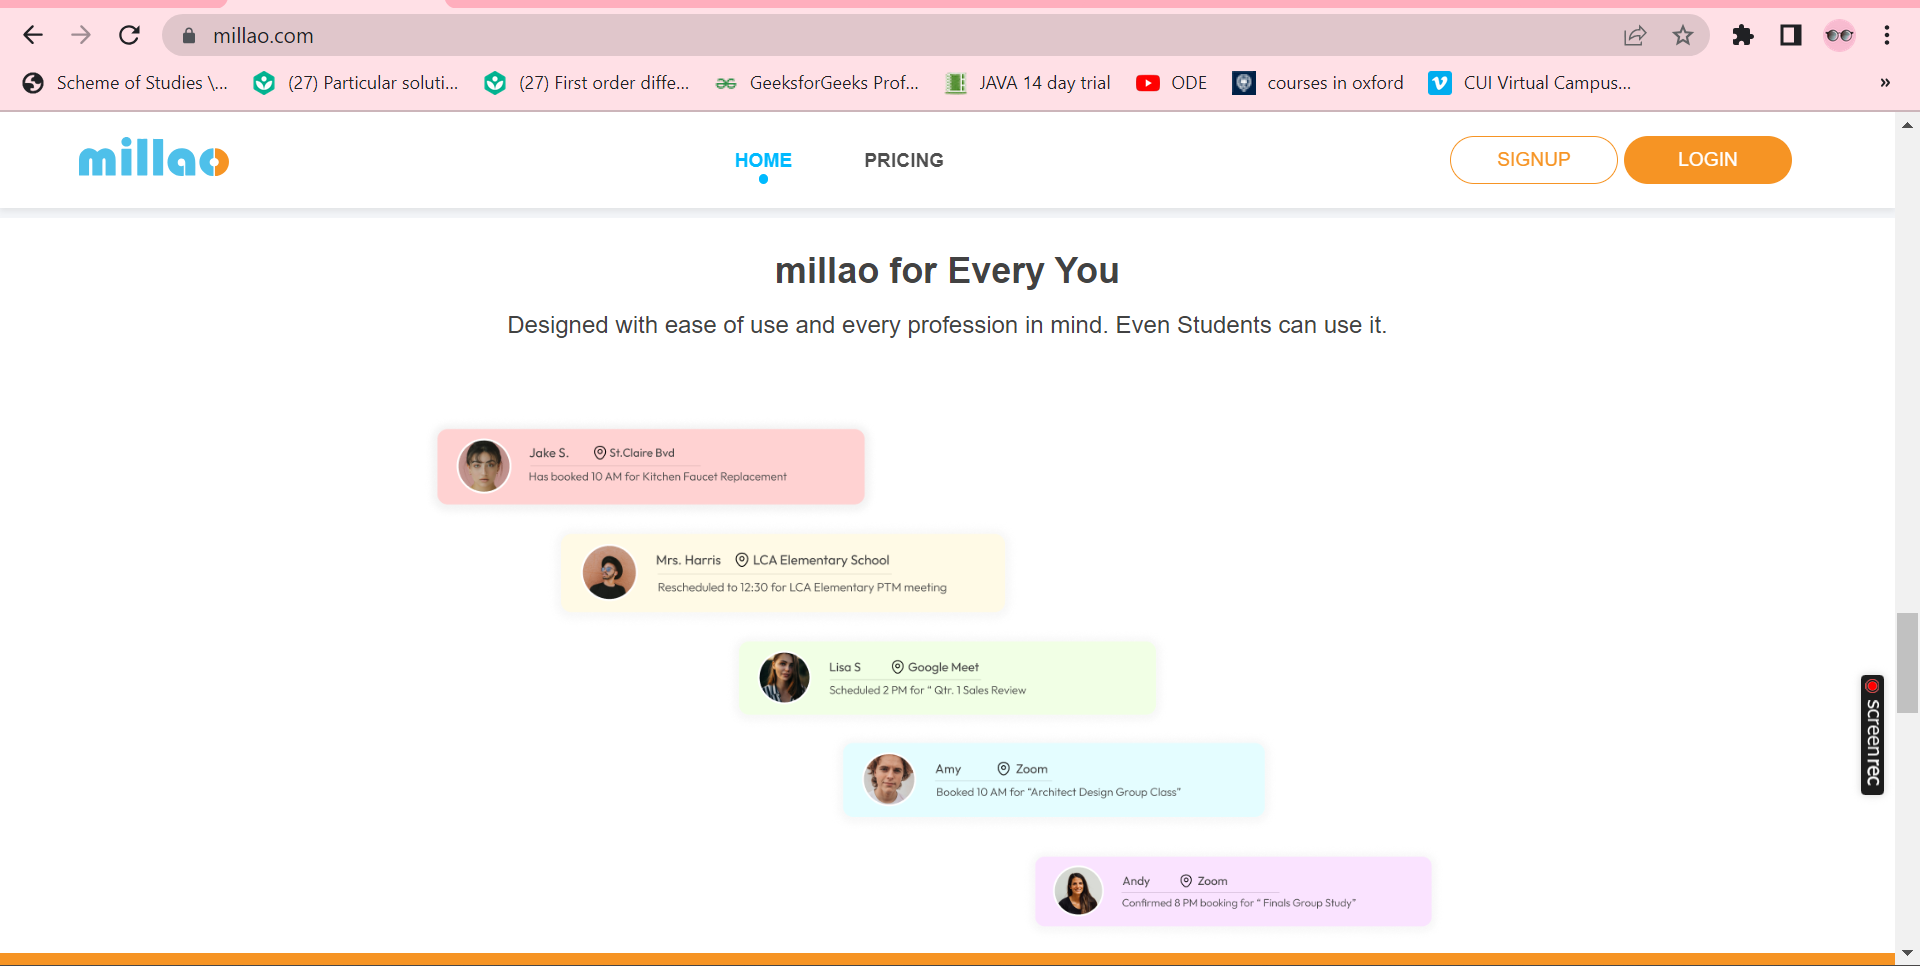 millao.com
Scheme of Studies \...
(27) Particular soluti...
(27) First order diffe...
GeeksforGeeks Prof...
JAVA 14 day trial
ODE
courses in oxford
CUI Virtual Campus...
»
millao
HOME
PRICING
SIGNUP
LOGIN
millao for Every You
Designed with ease of use and every profession in mind. Even Students can use it.
Jake S. St.Claire Bvd
Has booked 10 AM for Kitchen Faucet Replacement
Mrs. Harris LCA Elementary School
Rescheduled to 12:30 for LCA Elementary PTM meeting
Lisa S Google Meet
Scheduled 2 PM for “ Qtr. 1 Sales Review
Amy Zoom
Booked 10 AM for “Architect Design Group Class”
Andy Zoom
Confirmed 8 PM booking for “ Finals Group Study”
screenrec